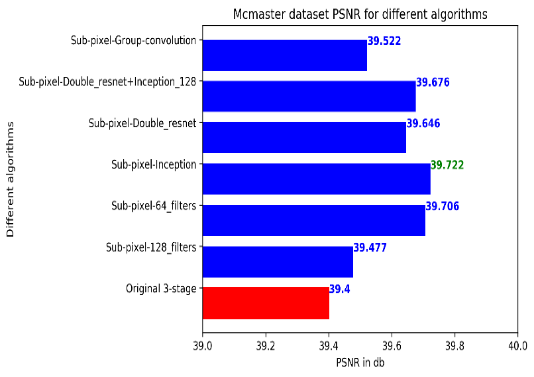 Mcmaster dataset PSNR for different algorithms
Sub-pixel-Group-convolution 39.522
Sub-pixel-Double_resnet+Inception_128 39.676
Sub-pixel-Double_resnet 39.646
Sub-pixel-Inception 39.722
Sub-pixel-64_filters 39.706
Sub-pixel-128_filters 39.477
Original 3-stage 39.4
Different algorithms
39.0 39.2 39.4 39.6 39.8 40.0
PSNR in db